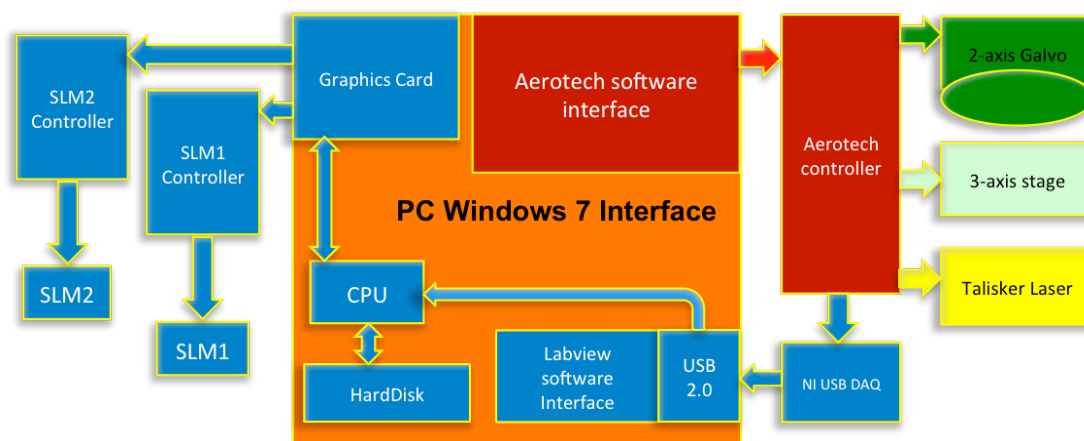 SLM2
Controller
SLM2
SLM1
Controller
SLM1
Graphics Card
Aerotech software
interface
PC Windows 7 Interface
CPU
HardDisk
Labview
software
Interface
USB
2.0
Aerotech
controller
NI USB DAQ
2-axis Galvo
3-axis stage
Talisker Laser